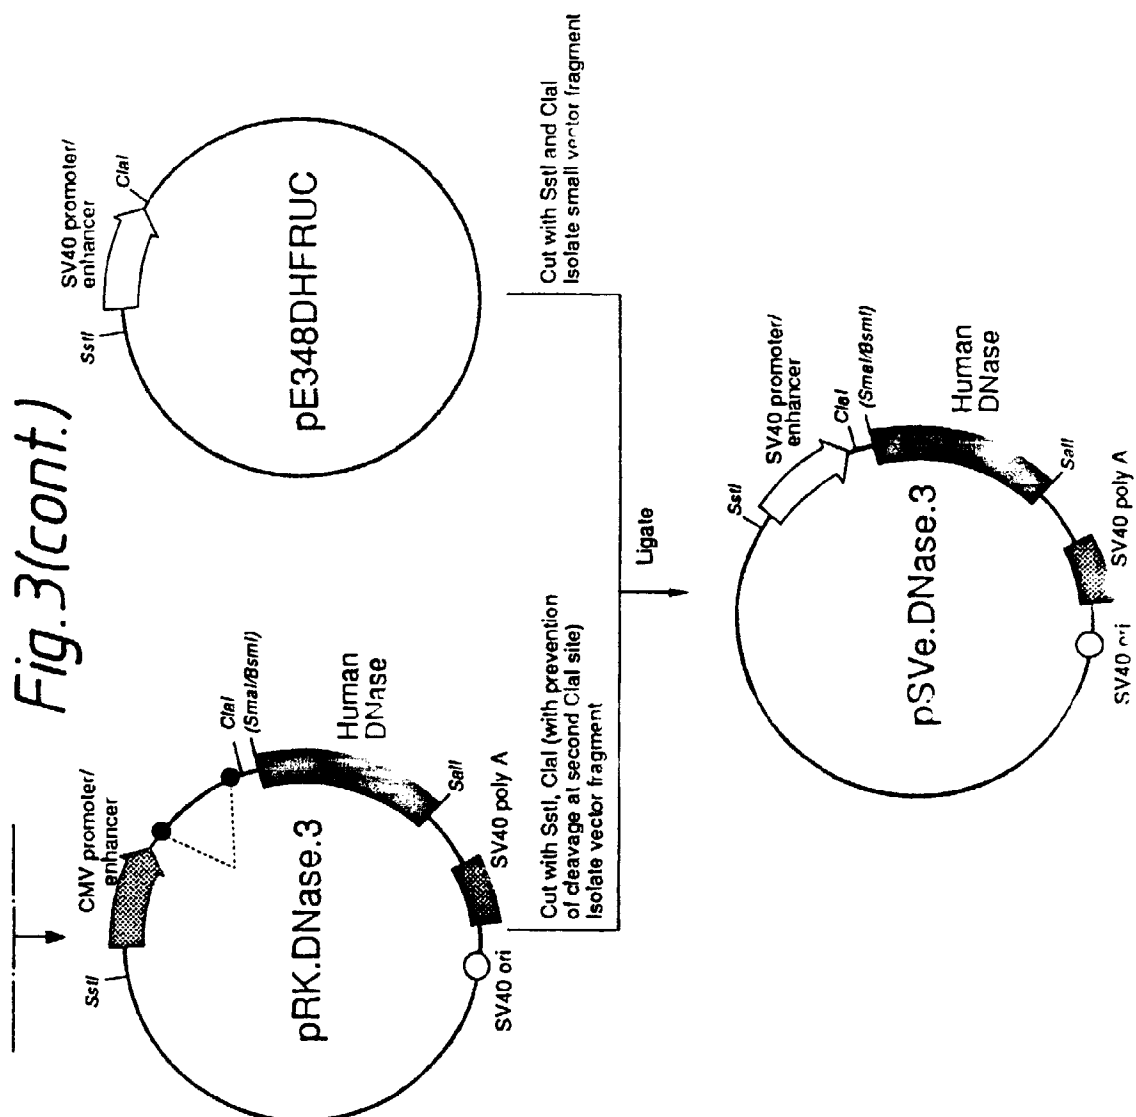 Fig.3(cont.)
SstI
CMV promoter/
enhancer
ClaI
(SmaI/BsmI)
Human
DNase
SalI
SV40 poly A
SV40 ori
pRK.DNase.3
SstI
SV40 promoter/
enhancer
ClaI
pE348DHFRUC
Cut with SstI, ClaI (with prevention
of cleavage at second ClaI site)
Isolate vector fragment
Cut with SstI and ClaI
Isolate small vector fragment
Ligate
SstI
SV40 promoter/
enhancer
ClaI
(SmaI/BsmI)
Human
DNase
SalI
SV40 poly A
SV40 ori
pSVe.DNase.3